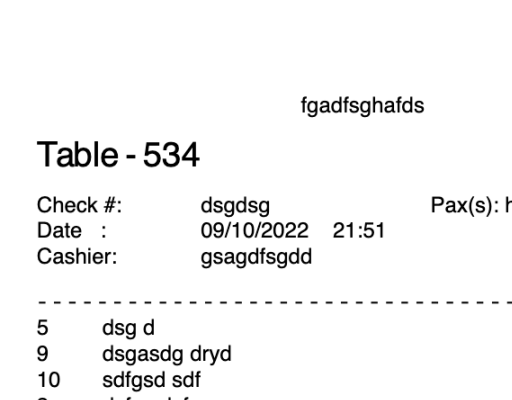 fgadfsghafds
Table - 534
Check #: dsgdsg Pax(s):
Date : 09/10/2022 21:51
Cashier: gsagdfsgdd
- - - - - - - - - - - - - - - - - - - - - - - - - - - - - - - -
5 dsg d
9 dsgasdg dryd
10 sdfgsd sdf